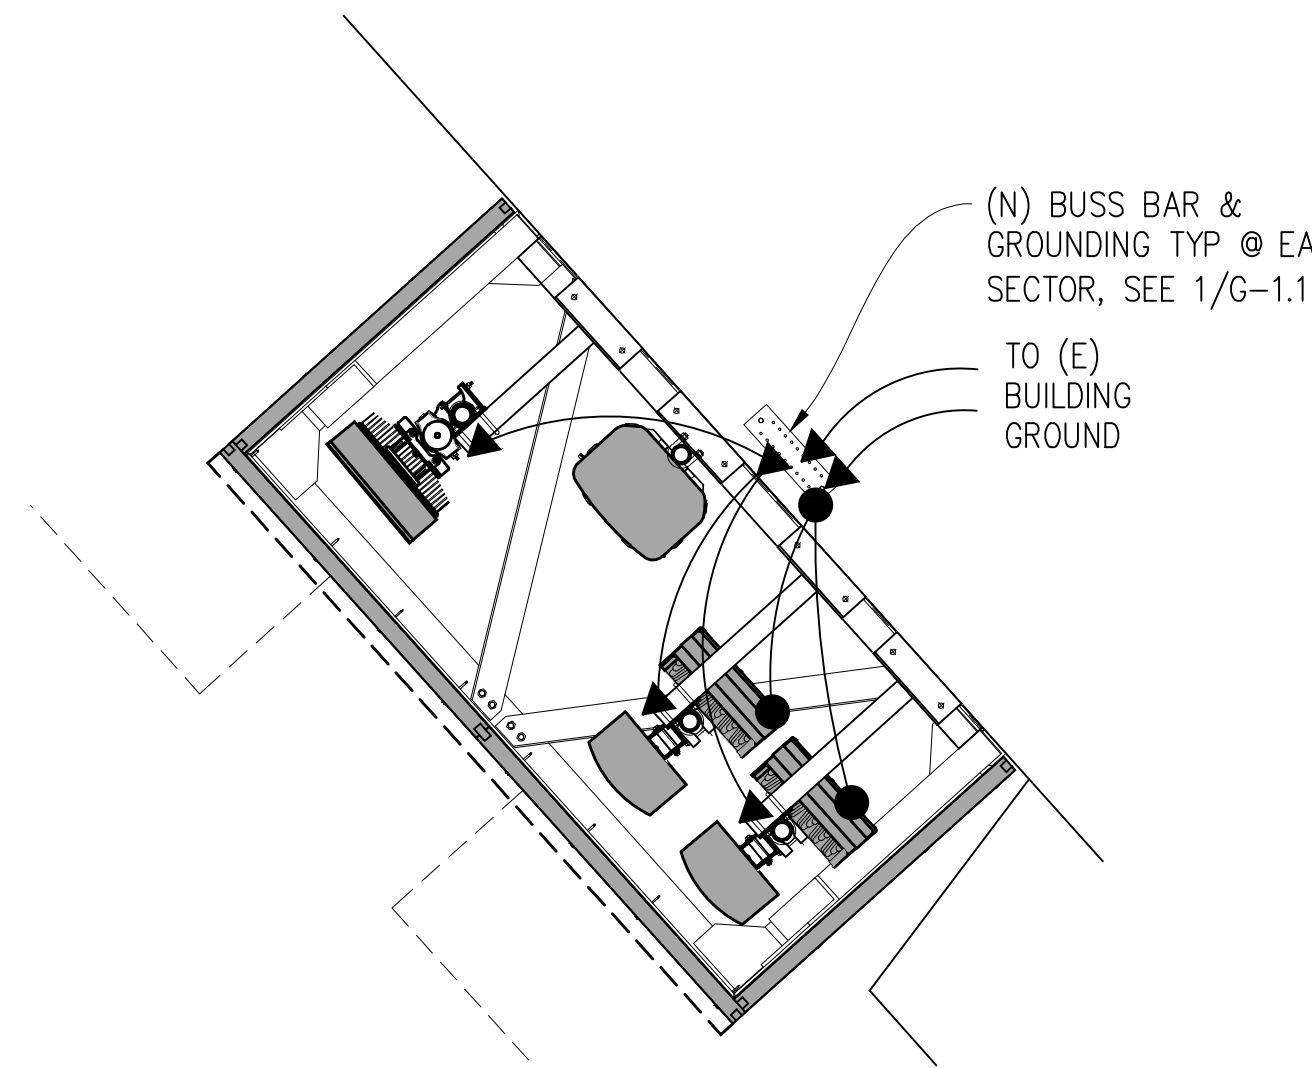 (N) BUSS BAR &
GROUNDING TYP @ EA
SECTOR, SEE 1/G-1.1
TO (E)
BUILDING
GROUND